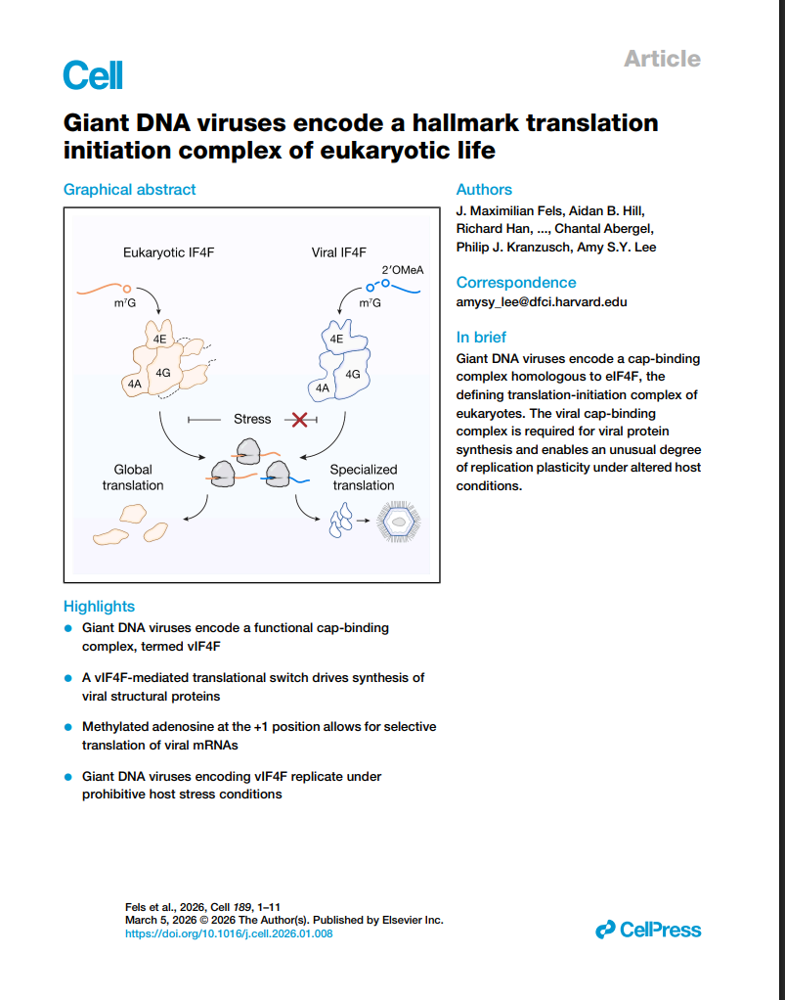 Article
Cell
Giant DNA viruses encode a hallmark translation
initiation complex of eukaryotic life
Graphical abstract
Eukaryotic IF4F
Viral IF4F
2′OMeA
m⁷G
m⁷G
4E
4G
4A
4E
4G
4A
Stress
Global
translation
Specialized
translation
Highlights
● Giant DNA viruses encode a functional cap-binding
complex, termed vIF4F
● A vIF4F-mediated translational switch drives synthesis of
viral structural proteins
● Methylated adenosine at the +1 position allows for selective
translation of viral mRNAs
● Giant DNA viruses encoding vIF4F replicate under
prohibitive host stress conditions
Authors
J. Maximilian Fels, Aidan B. Hill,
Richard Han, ..., Chantal Abergel,
Philip J. Kranzusch, Amy S.Y. Lee
Correspondence
amysy_lee@dfci.harvard.edu
In brief
Giant DNA viruses encode a cap-binding
complex homologous to eIF4F, the
defining translation-initiation complex of
eukaryotes. The viral cap-binding
complex is required for viral protein
synthesis and enables an unusual degree
of replication plasticity under altered host
conditions.
Fels et al., 2026, Cell 189, 1–11
March 5, 2026 © 2026 The Author(s). Published by Elsevier Inc.
https://doi.org/10.1016/j.cell.2026.01.008
CellPress